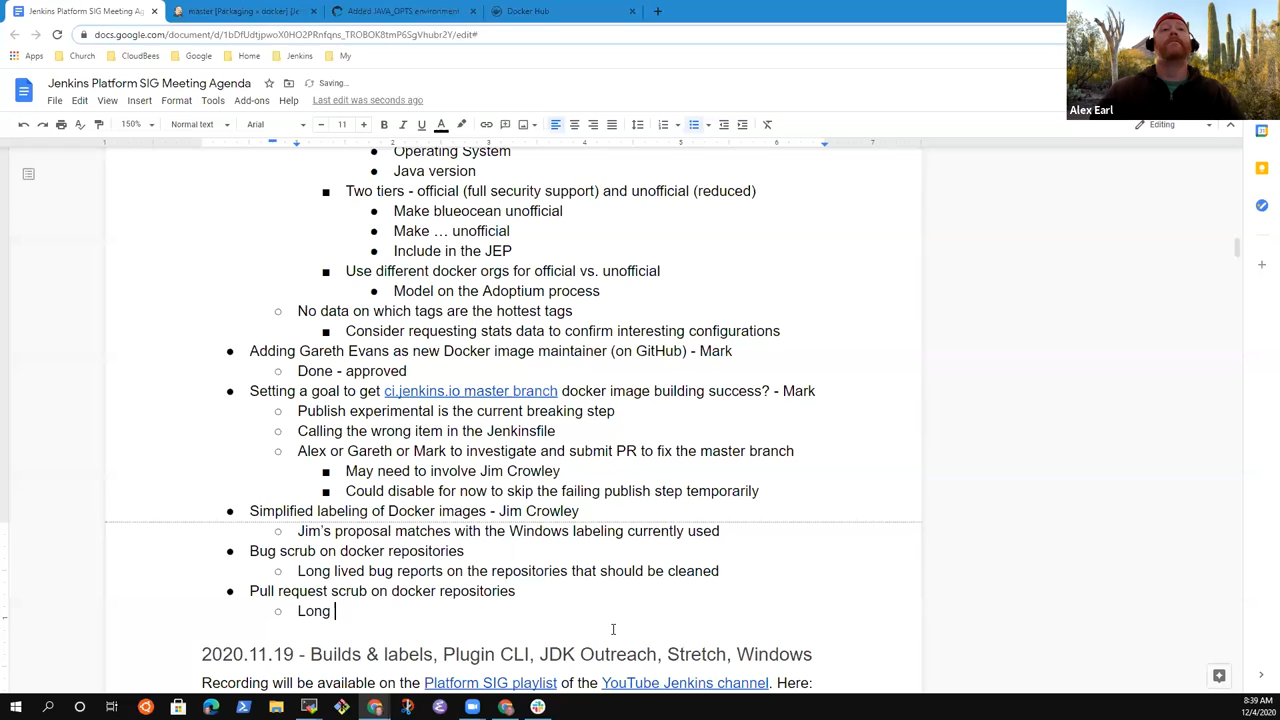 Jenkins Platform SIG Meeting Ag
master [Packaging » docker] [Je
Added JAVA_OPTS environment
Docker Hub
docs.google.com/document/d/1bDfUdtjpwoX0HO2PRnfqns_TROBOK8tmP6SgVhubr2Y/edit#
Apps
Church
CloudBees
Google
Home
Jenkins
My
Jenkins Platform SIG Meeting Agenda
Saving...
File Edit View Insert Format Tools Add-ons Help Last edit was seconds ago
150%
Normal text
Arial
11
Editing
Alex Earl
1 2 3 4 5 6 7
Operating System
Java version
Two tiers - official (full security support) and unofficial (reduced)
Make blueocean unofficial
Make … unofficial
Include in the JEP
Use different docker orgs for official vs. unofficial
Model on the Adoptium process
No data on which tags are the hottest tags
Consider requesting stats data to confirm interesting configurations
Adding Gareth Evans as new Docker image maintainer (on GitHub) - Mark
Done - approved
Setting a goal to get ci.jenkins.io master branch docker image building success? - Mark
Publish experimental is the current breaking step
Calling the wrong item in the Jenkinsfile
Alex or Gareth or Mark to investigate and submit PR to fix the master branch
May need to involve Jim Crowley
Could disable for now to skip the failing publish step temporarily
Simplified labeling of Docker images - Jim Crowley
Jim's proposal matches with the Windows labeling currently used
Bug scrub on docker repositories
Long lived bug reports on the repositories that should be cleaned
Pull request scrub on docker repositories
Long
2020.11.19 - Builds & labels, Plugin CLI, JDK Outreach, Stretch, Windows
Recording will be available on the Platform SIG playlist of the YouTube Jenkins channel. Here:
8:39 AM
12/4/2020